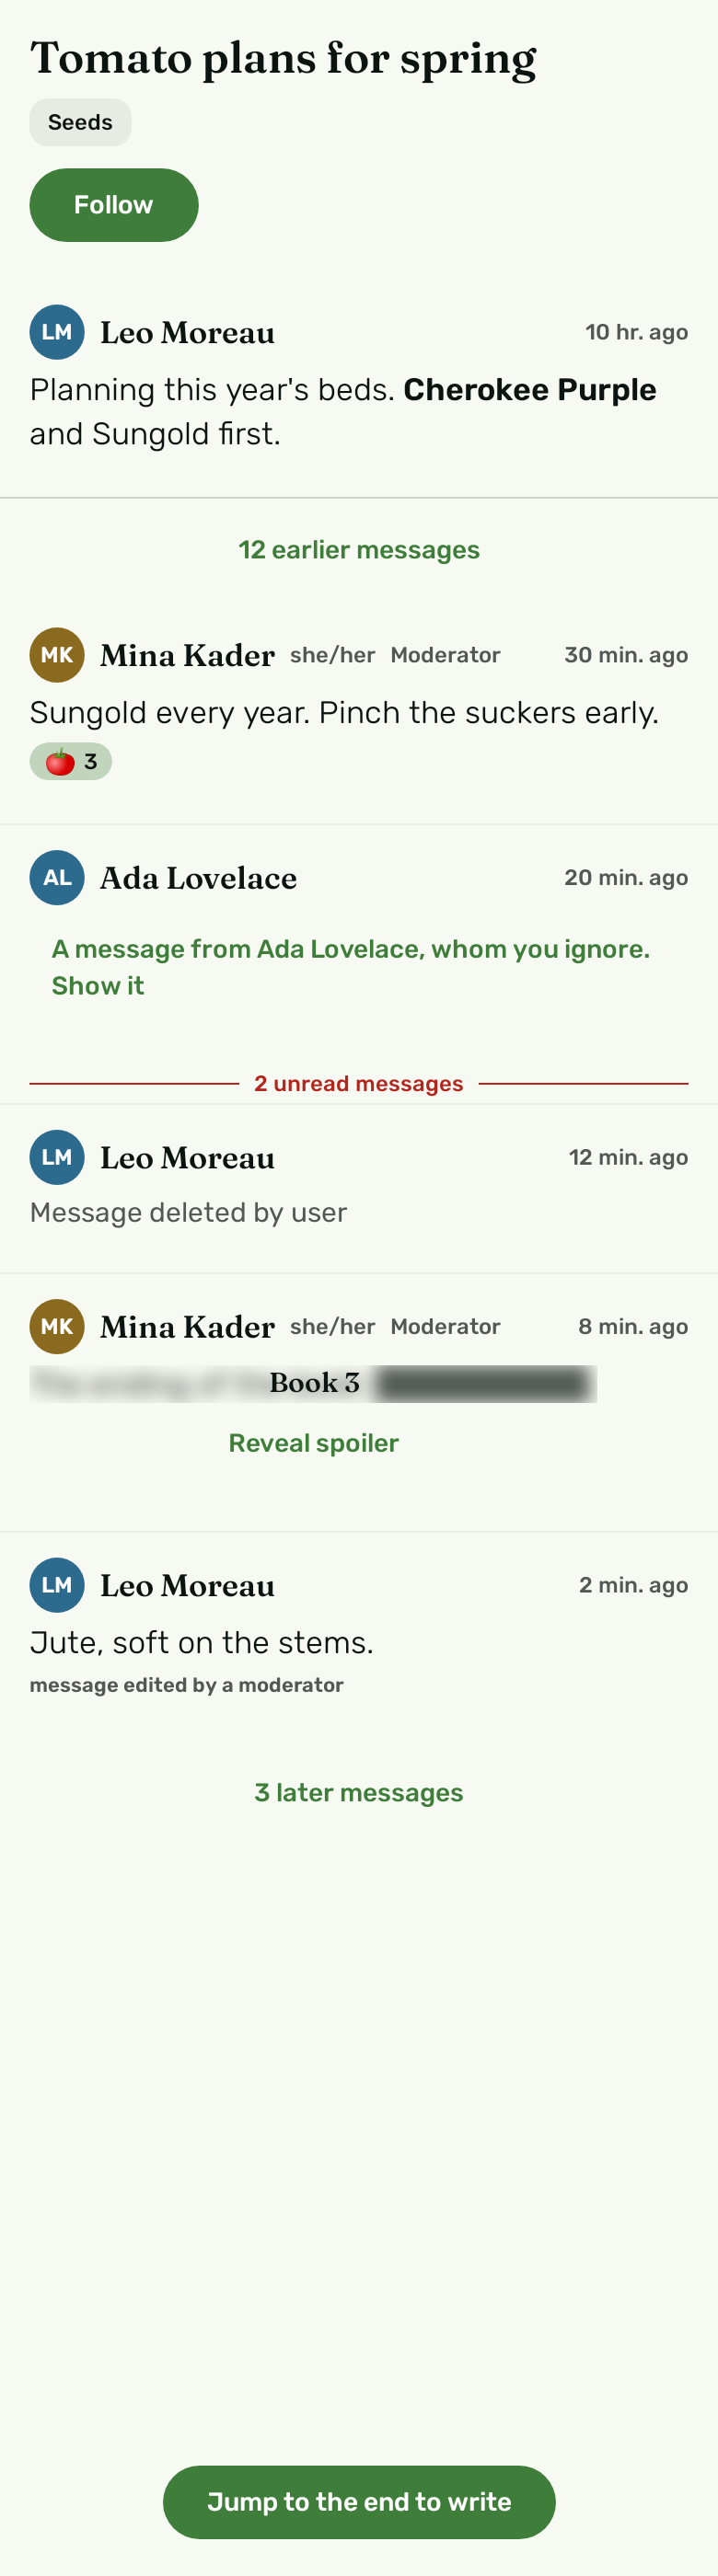 Tomato plans for spring
Seeds
Follow
LM Leo Moreau 10 hr. ago
Planning this year's beds. Cherokee Purple
and Sungold first.
12 earlier messages
MK Mina Kader she/her Moderator 30 min. ago
Sungold every year. Pinch the suckers early.
🍅 3
AL Ada Lovelace 20 min. ago
A message from Ada Lovelace, whom you ignore.
Show it
2 unread messages
LM Leo Moreau 12 min. ago
Message deleted by user
MK Mina Kader she/her Moderator 8 min. ago
Book 3
Reveal spoiler
LM Leo Moreau 2 min. ago
Jute, soft on the stems.
message edited by a moderator
3 later messages
Jump to the end to write